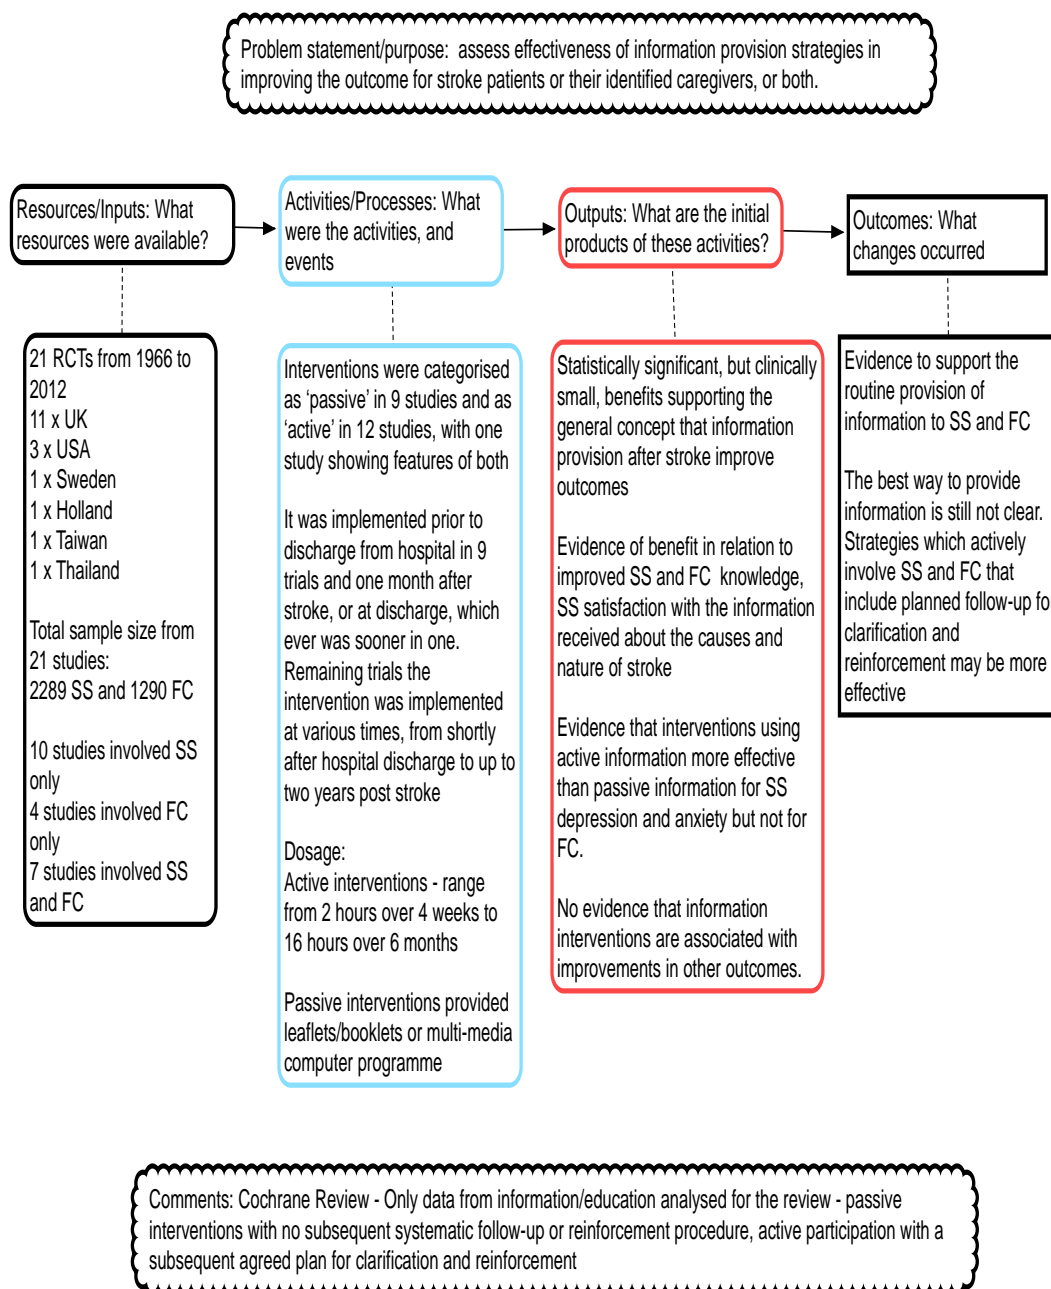 Problem statement/purpose:  assess effectiveness of information provision strategies in
improving the outcome for stroke patients or their identified caregivers, or both.
Resources/Inputs: What
resources were available?
Activities/Processes: What
were the activities, and
events
Outputs: What are the initial
products of these activities?
Outcomes: What
changes occurred
21 RCTs from 1966 to
2012
11 x UK
3 x USA
1 x Sweden
1 x Holland
1 x Taiwan
1 x Thailand
Total sample size from
21 studies:
2289 SS and 1290 FC
10 studies involved SS
only
4 studies involved FC
only
7 studies involved SS
and FC
Interventions were categorised
as ‘passive’ in 9 studies and as
‘active’ in 12 studies, with one
study showing features of both
It was implemented prior to
discharge from hospital in 9
trials and one month after
stroke, or at discharge, which
ever was sooner in one.
Remaining trials the
intervention was implemented
at various times, from shortly
after hospital discharge to up to
two years post stroke
Dosage:
Active interventions - range
from 2 hours over 4 weeks to
16 hours over 6 months
Passive interventions provided
leaflets/booklets or multi-media
computer programme
Statistically significant, but clinically
small, benefits supporting the
general concept that information
provision after stroke improve
outcomes
Evidence of benefit in relation to
improved SS and FC  knowledge,
SS satisfaction with the information
received about the causes and
nature of stroke
Evidence that interventions using
active information more effective
than passive information for SS
depression and anxiety but not for
FC.
No evidence that information
interventions are associated with
improvements in other outcomes.
Evidence to support the
routine provision of
information to SS and FC
The best way to provide
information is still not clear.
Strategies which actively
involve SS and FC that
include planned follow-up fo
clarification and
reinforcement may be more
effective
Comments: Cochrane Review - Only data from information/education analysed for the review - passive
interventions with no subsequent systematic follow-up or reinforcement procedure, active participation with a
subsequent agreed plan for clarification and reinforcement